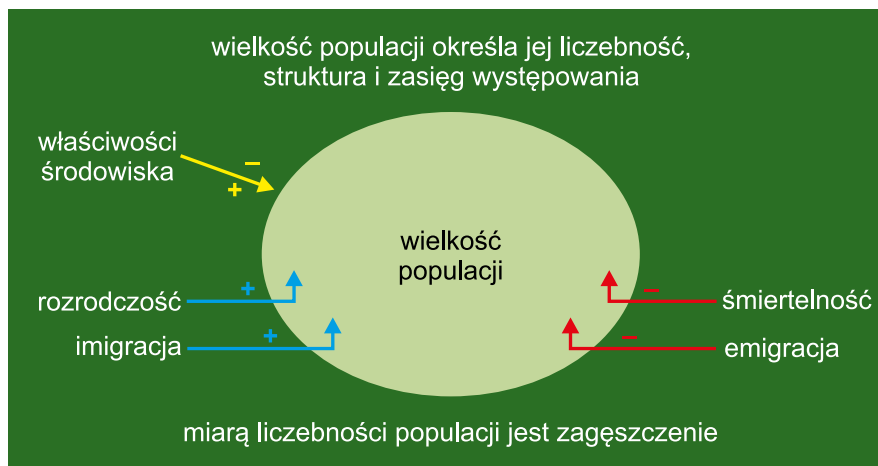 wielkość populacji określa jej liczebność,
struktura i zasięg występowania
właściwości
środowiska
−
+
wielkość
populacji
rozrodczość
+
−
śmiertelność
imigracja
+
−
emigracja
miarą liczebności populacji jest zagęszczenie